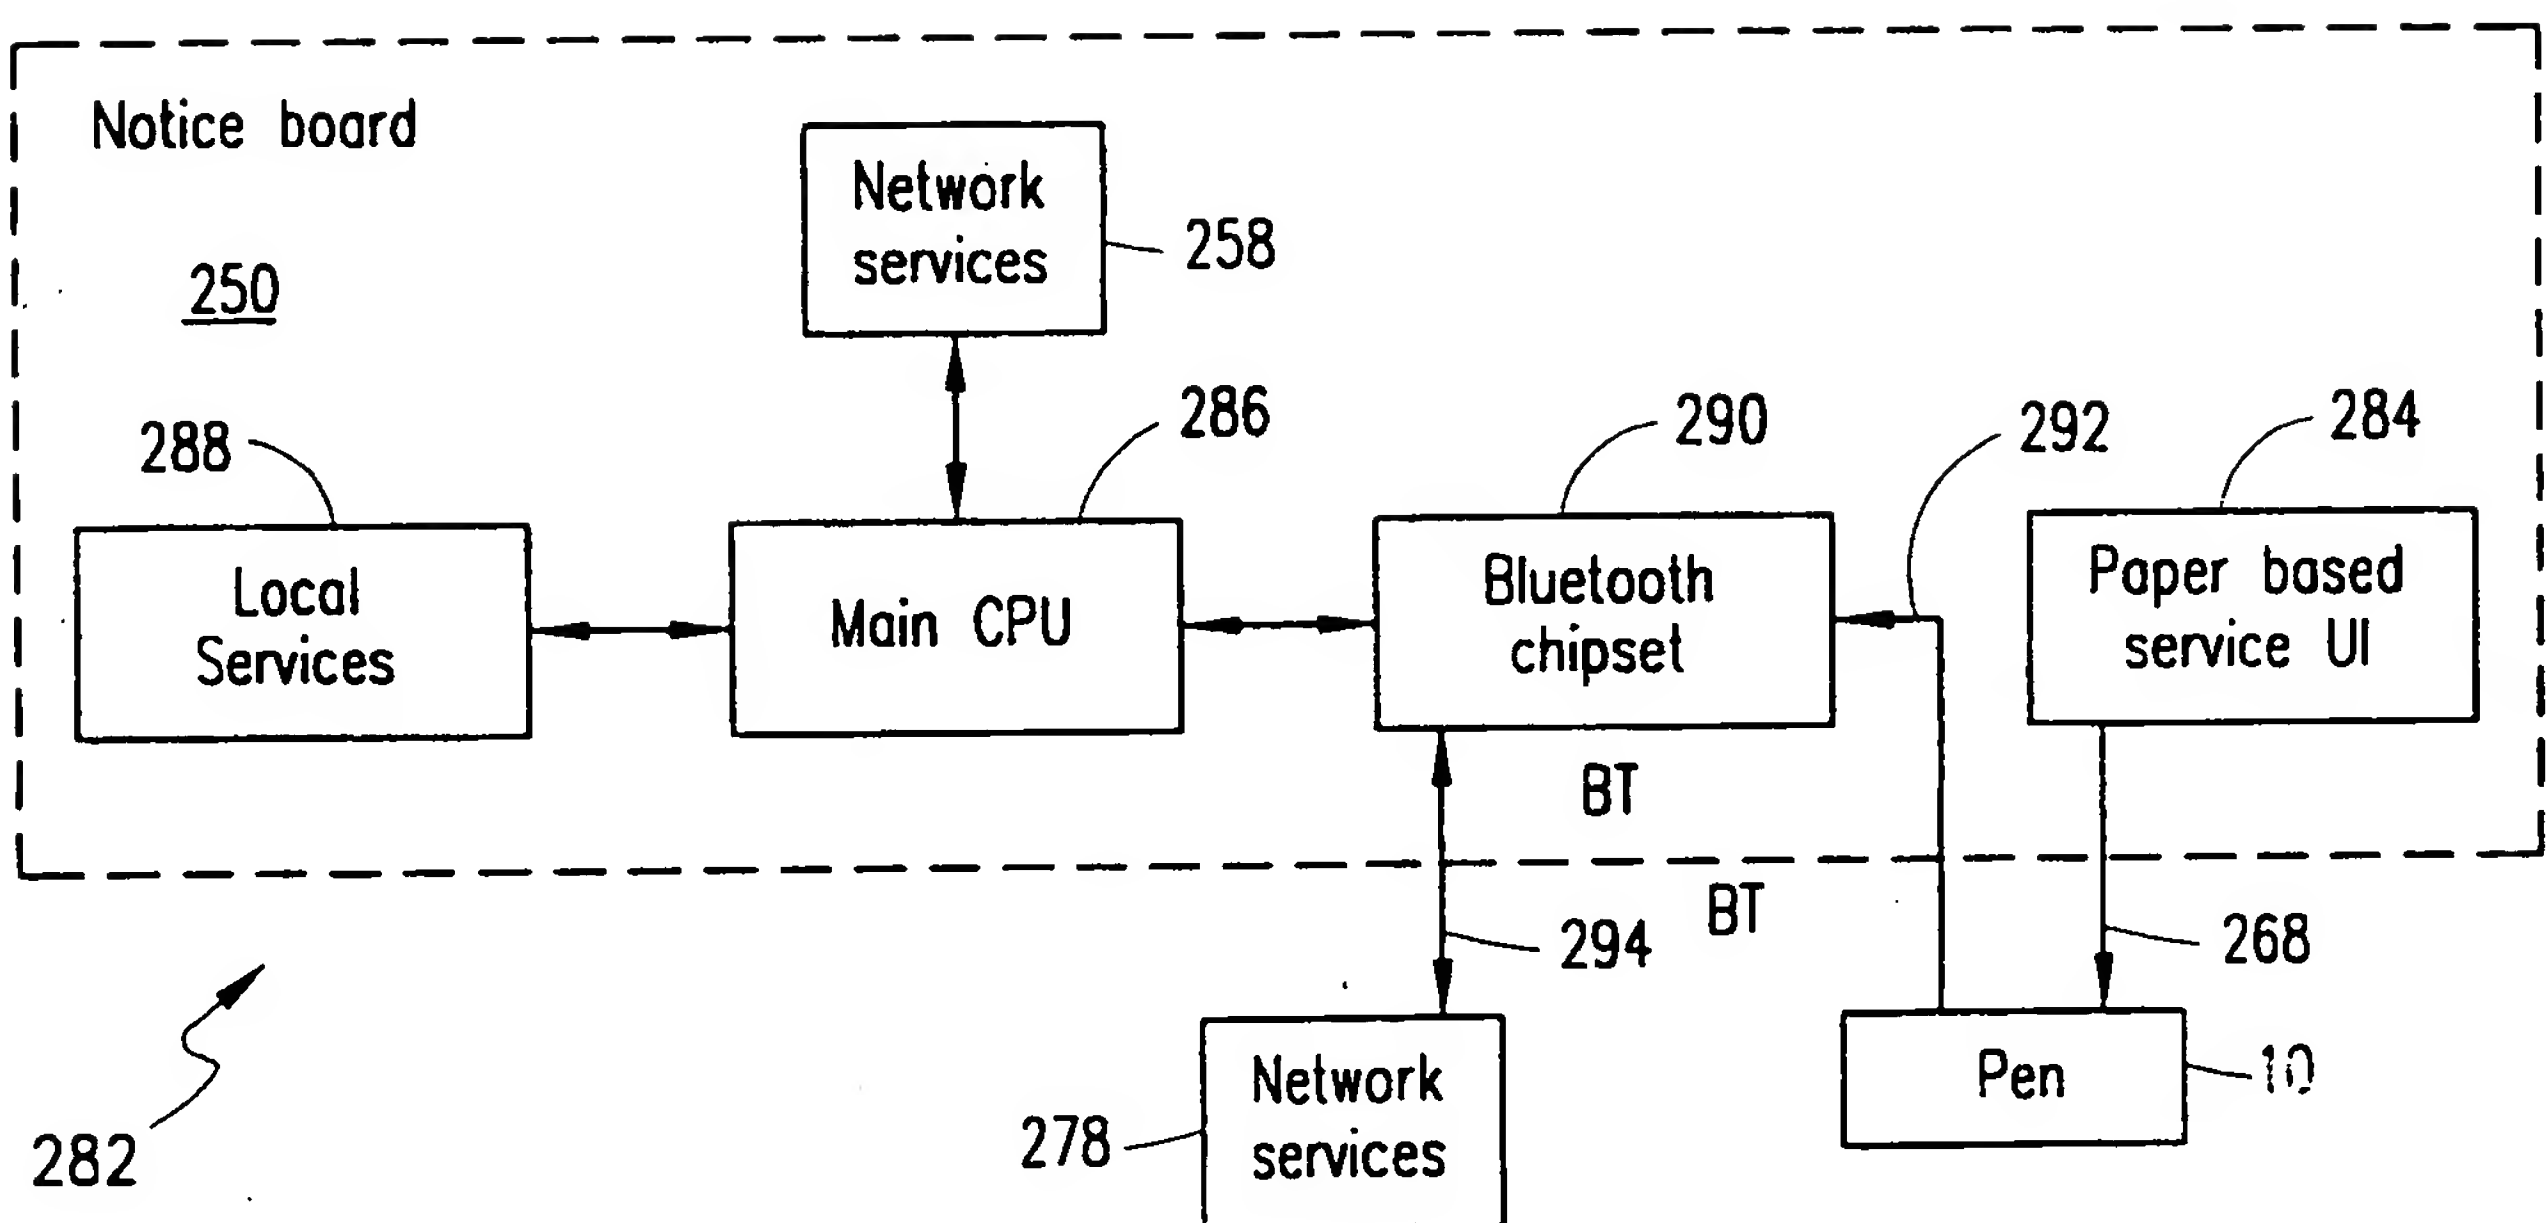 Notice board
250
Network
services
258
288
286
290
292
284
Local
Services
Main CPU
Bluetooth
chipset
Paper based
service UI
BT
BT
294
268
282
278
Network
services
Pen
10